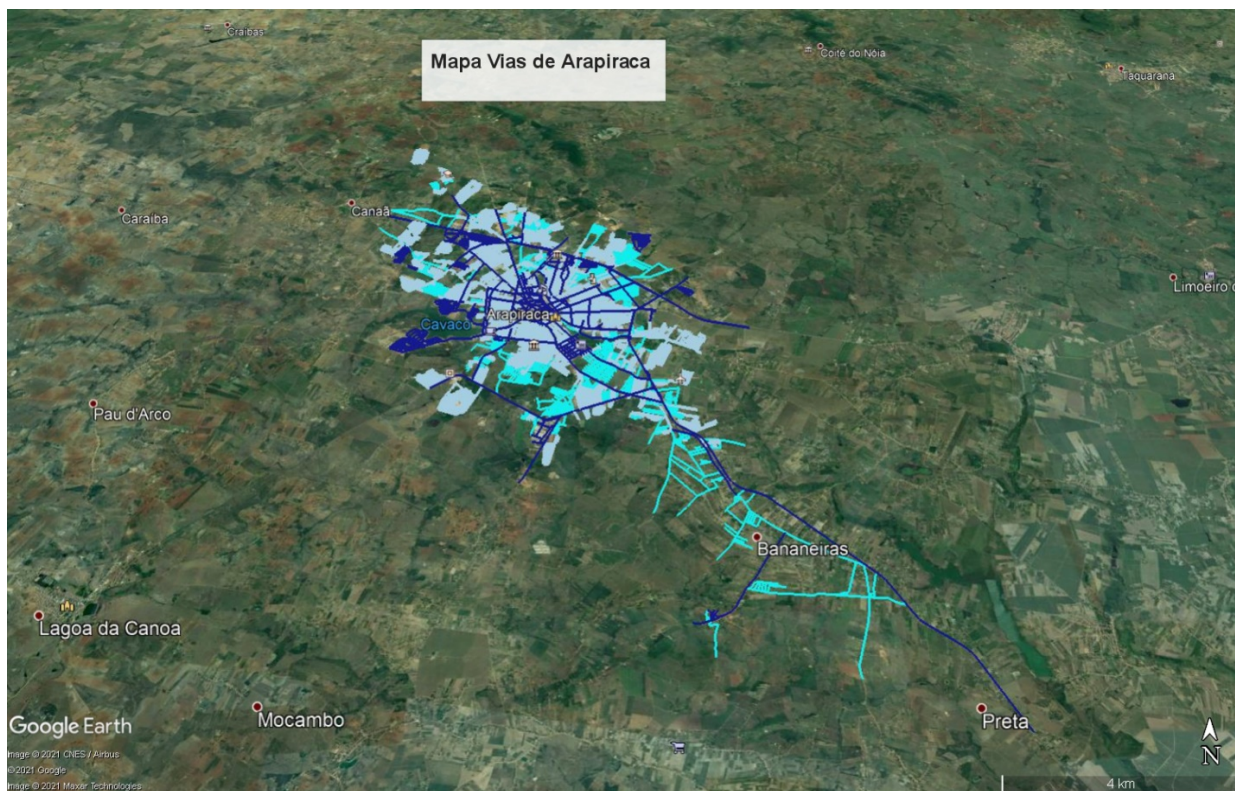 Craíbas
Mapa Vias de Arapiraca
Coité do Nóia
Taquarana
Caraiba
Canaã
Limoeiro d
Arapiraca
Cavaco
Pau d'Arco
Bananeiras
Lagoa da Canoa
Mocambo
Preta
Google Earth
Image © 2021 CNES / Airbus
©2021 Google
Image © 2021 Maxar Technologies
N
4 km